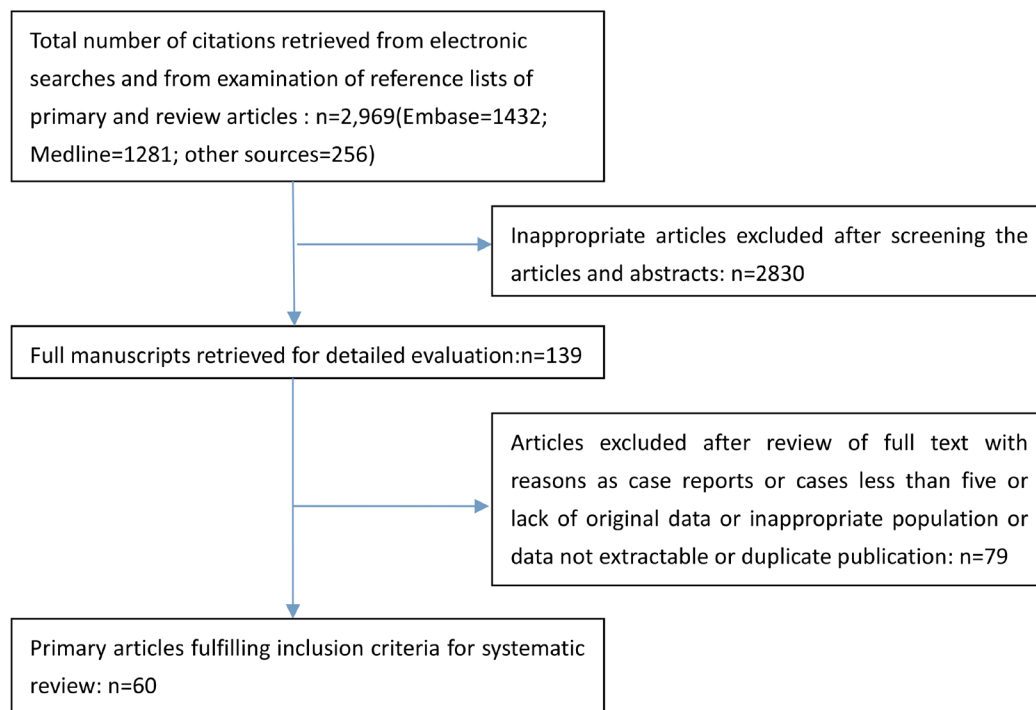 Total number of citations retrieved from electronic
searches and from examination of reference lists of
primary and review articles : n=2,969(Embase=1432;
Medline=1281; other sources=256)
Inappropriate articles excluded after screening the
articles and abstracts: n=2830
Full manuscripts retrieved for detailed evaluation:n=139
Articles excluded after review of full text with
reasons as case reports or cases less than five or
lack of original data or inappropriate population or
data not extractable or duplicate publication: n=79
Primary articles fulfilling inclusion criteria for systematic
review: n=60